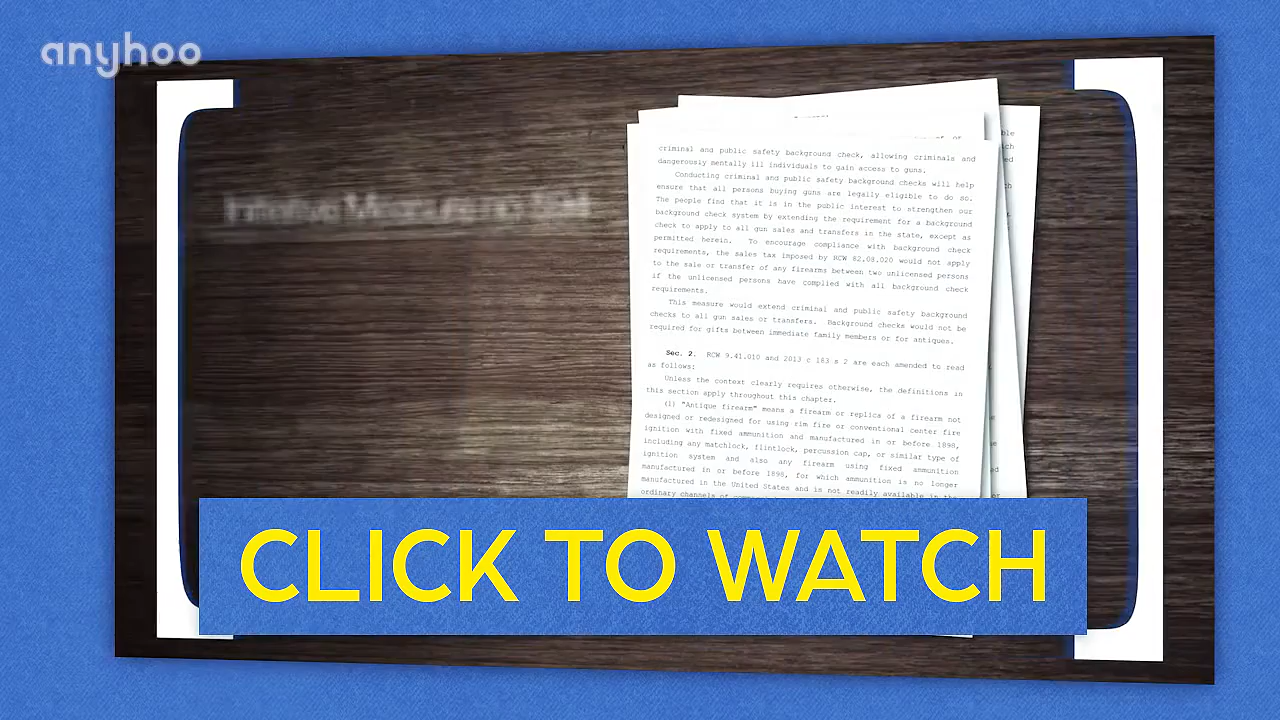 anyhoo
criminal and public safety background check, allowing criminals and
dangerously mentally ill individuals to gain access to guns.
Conducting criminal and public safety background checks will help
ensure that all persons buying guns are legally eligible to do so.
The people find that it is in the public interest to strengthen our
background check system by extending the requirement for a background
check to apply to all gun sales and transfers in the state, except as
permitted herein. To encourage compliance with background check
requirements, the sales tax imposed by RCW 82.08.020 would not apply
to the sale or transfer of any firearms between two unlicensed persons
if the unlicensed persons have complied with all background check
requirements.
This measure would extend criminal and public safety background
checks to all gun sales or transfers. Background checks would not be
required for gifts between immediate family members or for antiques.
Sec. 2. RCW 9.41.010 and 2013 c 183 s 2 are each amended to read
as follows:
Unless the context clearly requires otherwise, the definitions in
this section apply throughout this chapter.
(1) "Antique firearm" means a firearm or replica of a firearm not
designed or redesigned for using rim fire or conventional center fire
ignition with fixed ammunition and manufactured in or before 1898,
including any matchlock, flintlock, percussion cap, or similar type of
ignition system and also any firearm using fixed ammunition
manufactured in or before 1898, for which ammunition is no longer
manufactured in the United States and is not readily available in the
ordinary channels of
CLICK TO WATCH